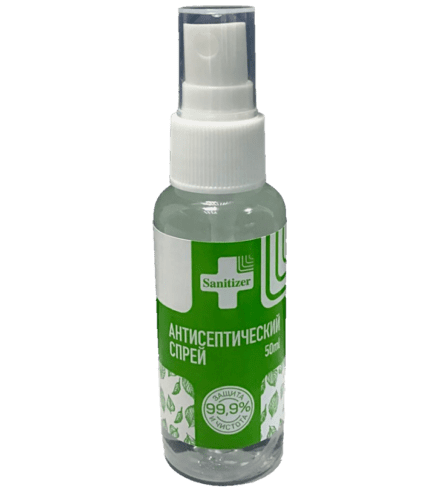 Sanitizer
АНТИСЕПТИЧЕСКИЙ
СПРЕЙ
50ml
ЗАЩИТА
99,9%
И ЧИСТОТА